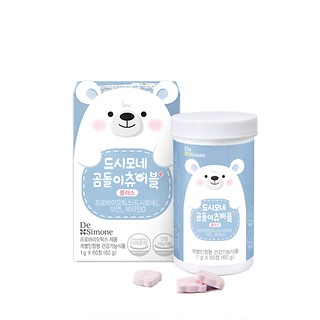 드시모네
곰돌이츄어블
플러스
프로바이오틱스(드시모네),
아연, 비타민D
De
Simone
프로바이오틱스 제품
개별인정형 건강기능식품
1 g X 60정 (60 g)
드시모네
곰돌이츄어블
플러스
De
Simone
개별인정형 건강기능식품
1 g X 60정 (60 g)